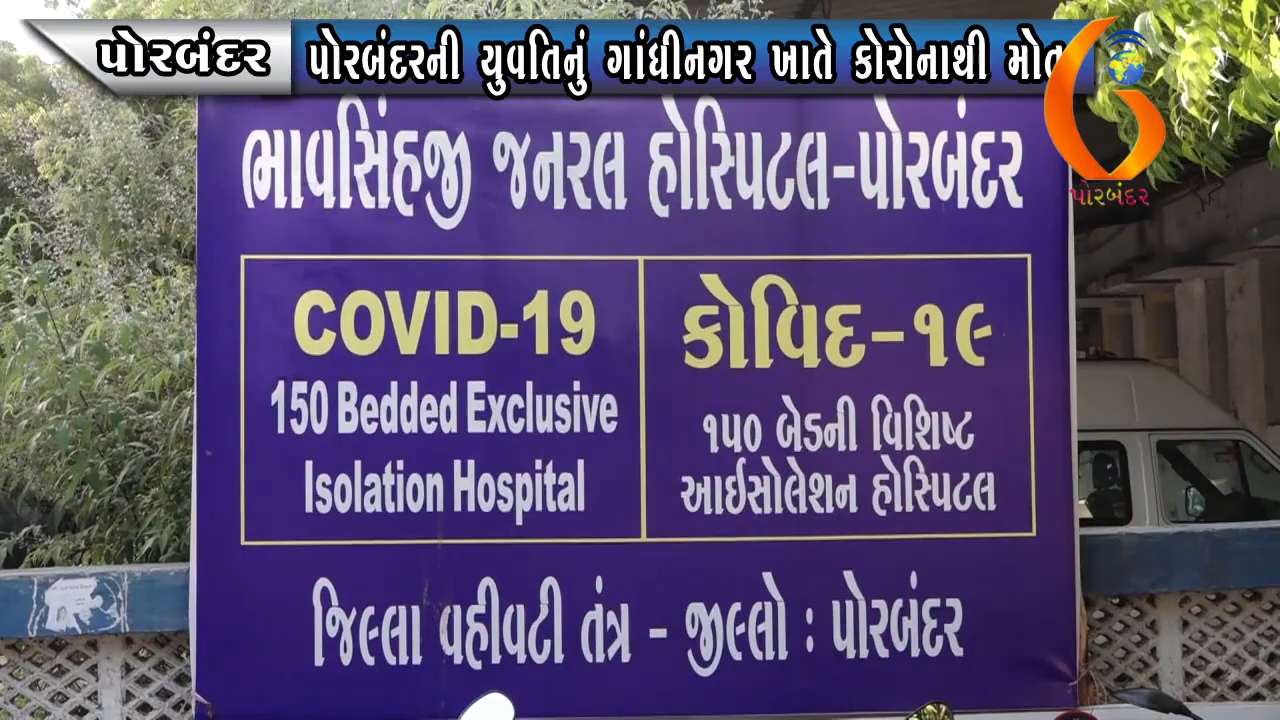 પોરબંદર
પોરબંદરની યુવતિનું ગાંધીનગર ખાતે કોરોનાથી મોત
પોરબંદર
ભાવસિંહજી જનરલ હોસ્પિટલ-પોરબંદર
COVID-19
150 Bedded Exclusive
Isolation Hospital
કોવિદ-૧૯
૧૫૦ બેડની વિશિષ્ટ
આઈસોલેશન હોસ્પિટલ
જિલ્લા વહીવટી તંત્ર - જીલ્લો : પોરબંદર